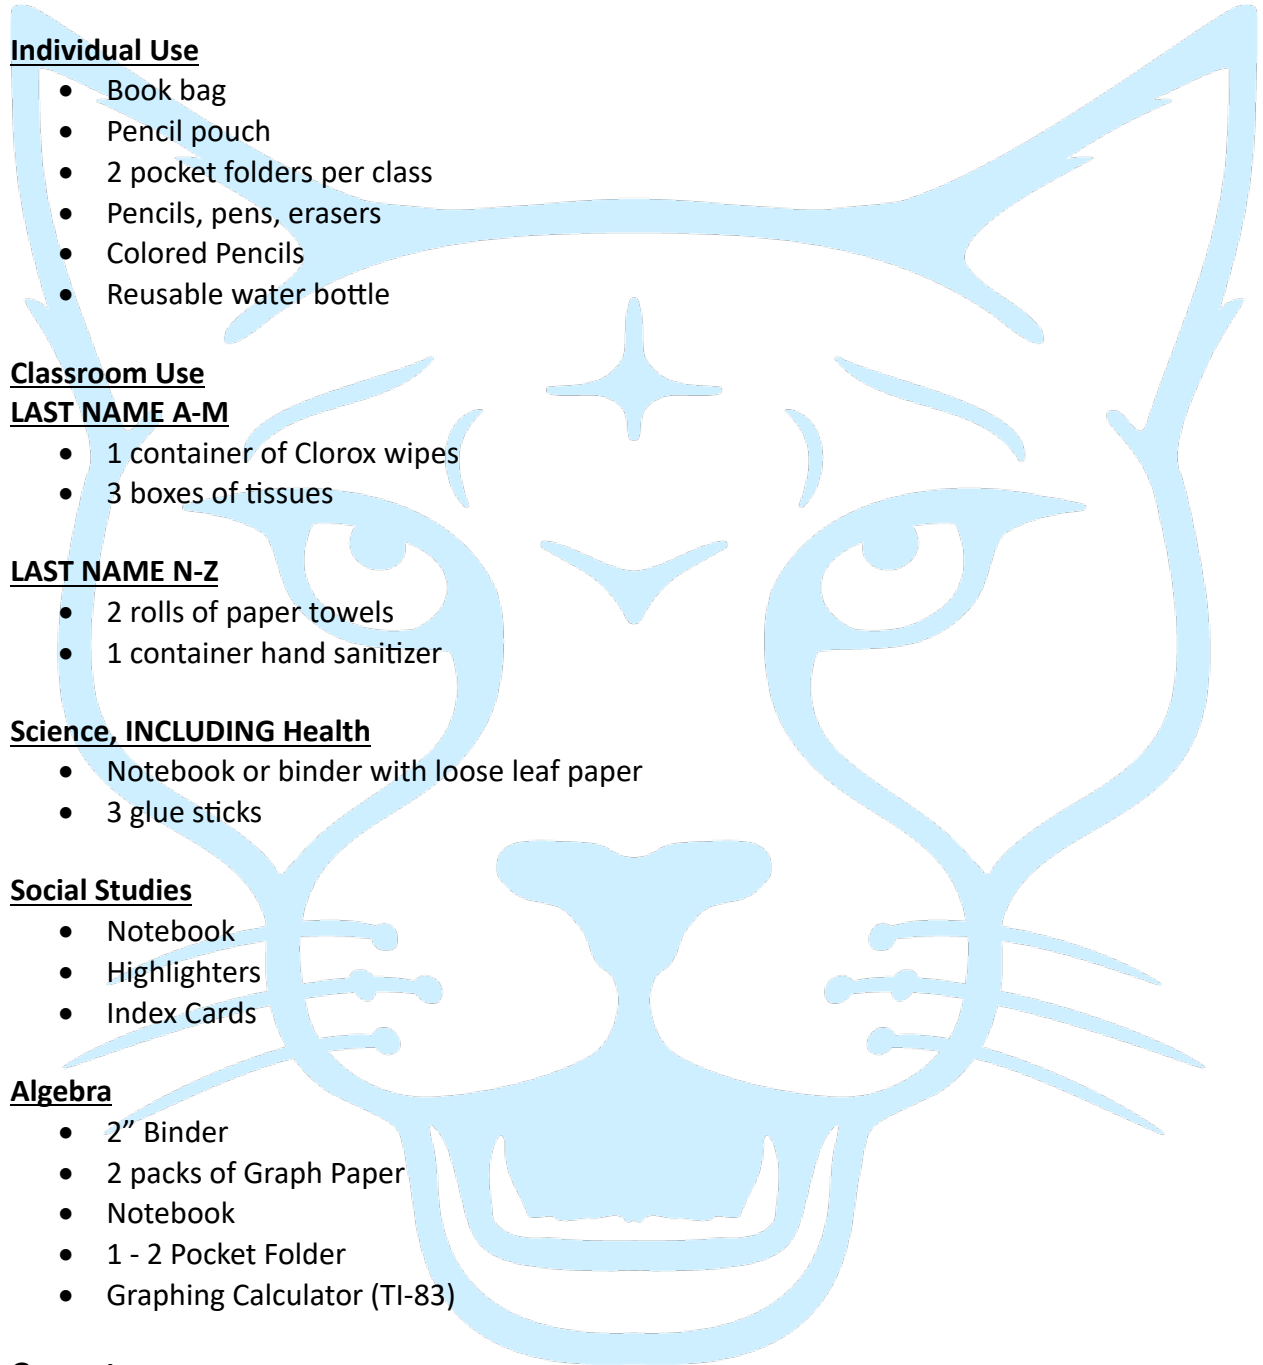 Individual Use
• Book bag
• Pencil pouch
• 2 pocket folders per class
• Pencils, pens, erasers
• Colored Pencils
• Reusable water bottle
Classroom Use
LAST NAME A-M
• 1 container of Clorox wipes
• 3 boxes of tissues
LAST NAME N-Z
• 2 rolls of paper towels
• 1 container hand sanitizer
Science, INCLUDING Health
• Notebook or binder with loose leaf paper
• 3 glue sticks
Social Studies
• Notebook
• Highlighters
• Index Cards
Algebra
• 2” Binder
• 2 packs of Graph Paper
• Notebook
• 1 - 2 Pocket Folder
• Graphing Calculator (TI-83)